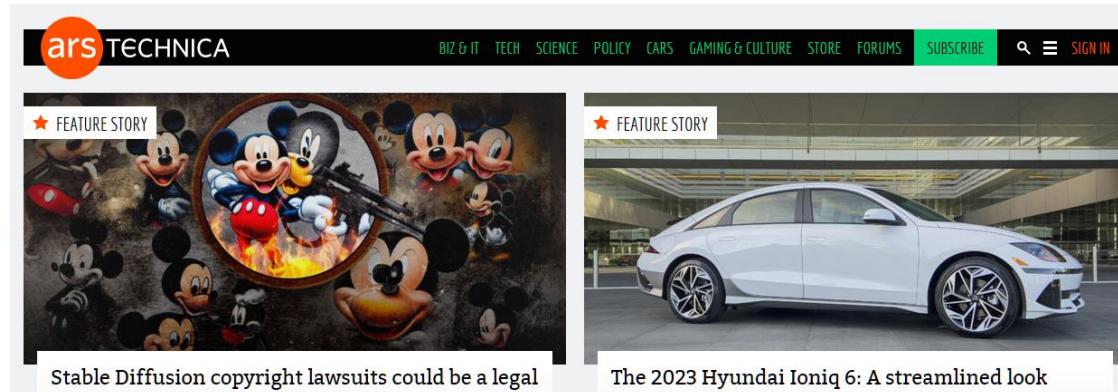 ars TECHNICA
BIZ & IT TECH SCIENCE POLICY CARS GAMING & CULTURE STORE FORUMS SUBSCRIBE SIGN IN
FEATURE STORY
Stable Diffusion copyright lawsuits could be a legal
FEATURE STORY
The 2023 Hyundai Ioniq 6: A streamlined look